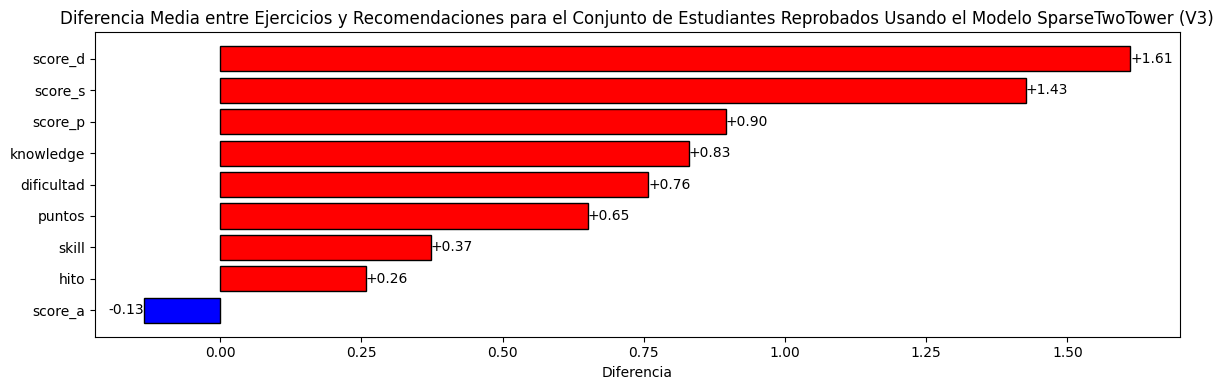 Diferencia Media entre Ejercicios y Recomendaciones para el Conjunto de Estudiantes Reprobados Usando el Modelo SparseTwoTower (V3)
score_d +1.61
score_s +1.43
score_p +0.90
knowledge +0.83
dificultad +0.76
puntos +0.65
skill +0.37
hito +0.26
score_a -0.13
0.00 0.25 0.50 0.75 1.00 1.25 1.50
Diferencia